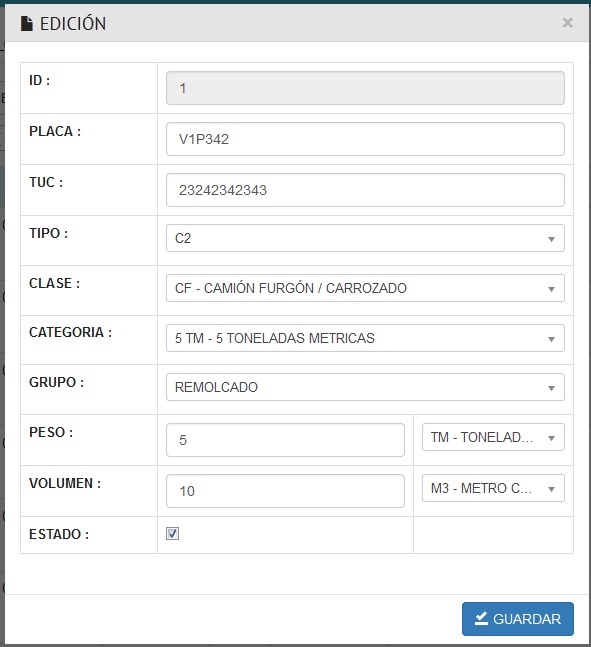 EDICIÓN ×
ID : 1
PLACA : V1P342
TUC : 23242342343
TIPO : C2
CLASE : CF - CAMIÓN FURGÓN / CARROZADO
CATEGORIA : 5 TM - 5 TONELADAS METRICAS
GRUPO : REMOLCADO
PESO : 5 TM - TONELAD...
VOLUMEN : 10 M3 - METRO C...
ESTADO :
GUARDAR